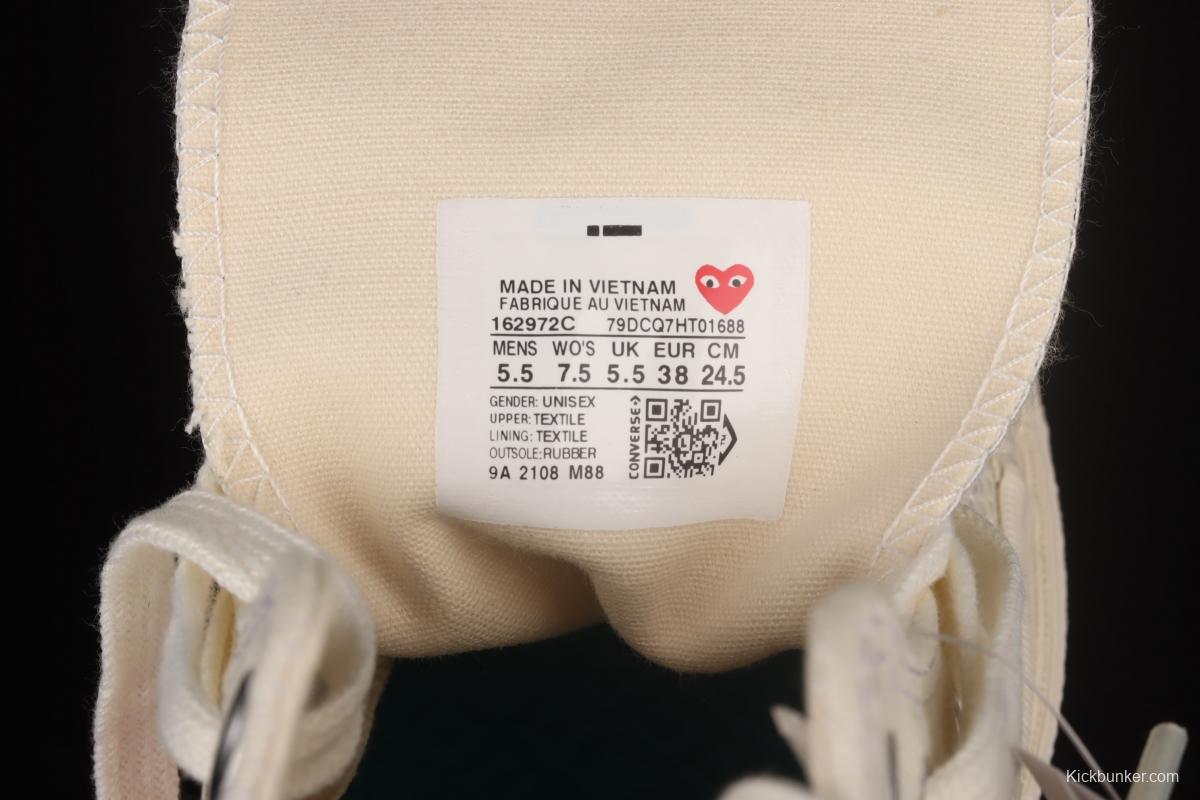 MADE IN VIETNAM
FABRIQUE AU VIETNAM
162972C 79DCQ7HT01688
MENS WO'S UK EUR CM
5.5 7.5 5.5 38 24.5
GENDER: UNISEX
UPPER: TEXTILE
LINING: TEXTILE
OUTSOLE: RUBBER
9A 2108 M88
CONVERSE
Kickbunker.com